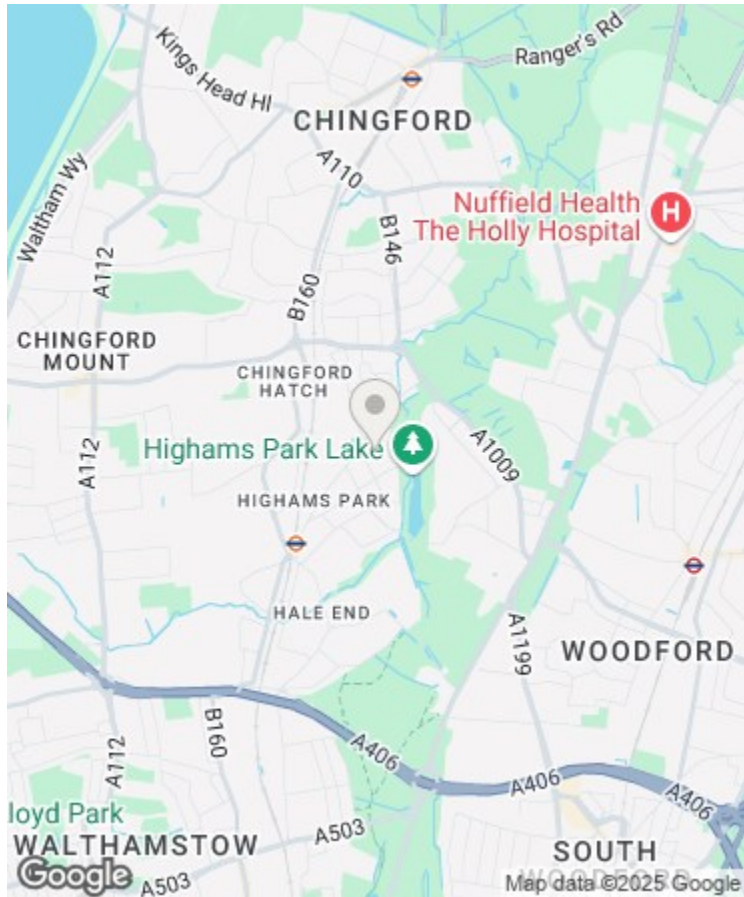 Kings Head Hl
Ranger's Rd
CHINGFORD
A110
Waltham Wy
Nuffield Health
The Holly Hospital
H
B146
A112
B160
CHINGFORD
MOUNT
CHINGFORD
HATCH
A112
Highams Park Lake
A1009
HIGHAMS PARK
HALE END
A1199
WOODFORD
B160
A112
A406
A406
A406
loyd Park
A503
WALTHAMSTOW
SOUTH
WOODFORD
Google
A503
Map data ©2025 Google